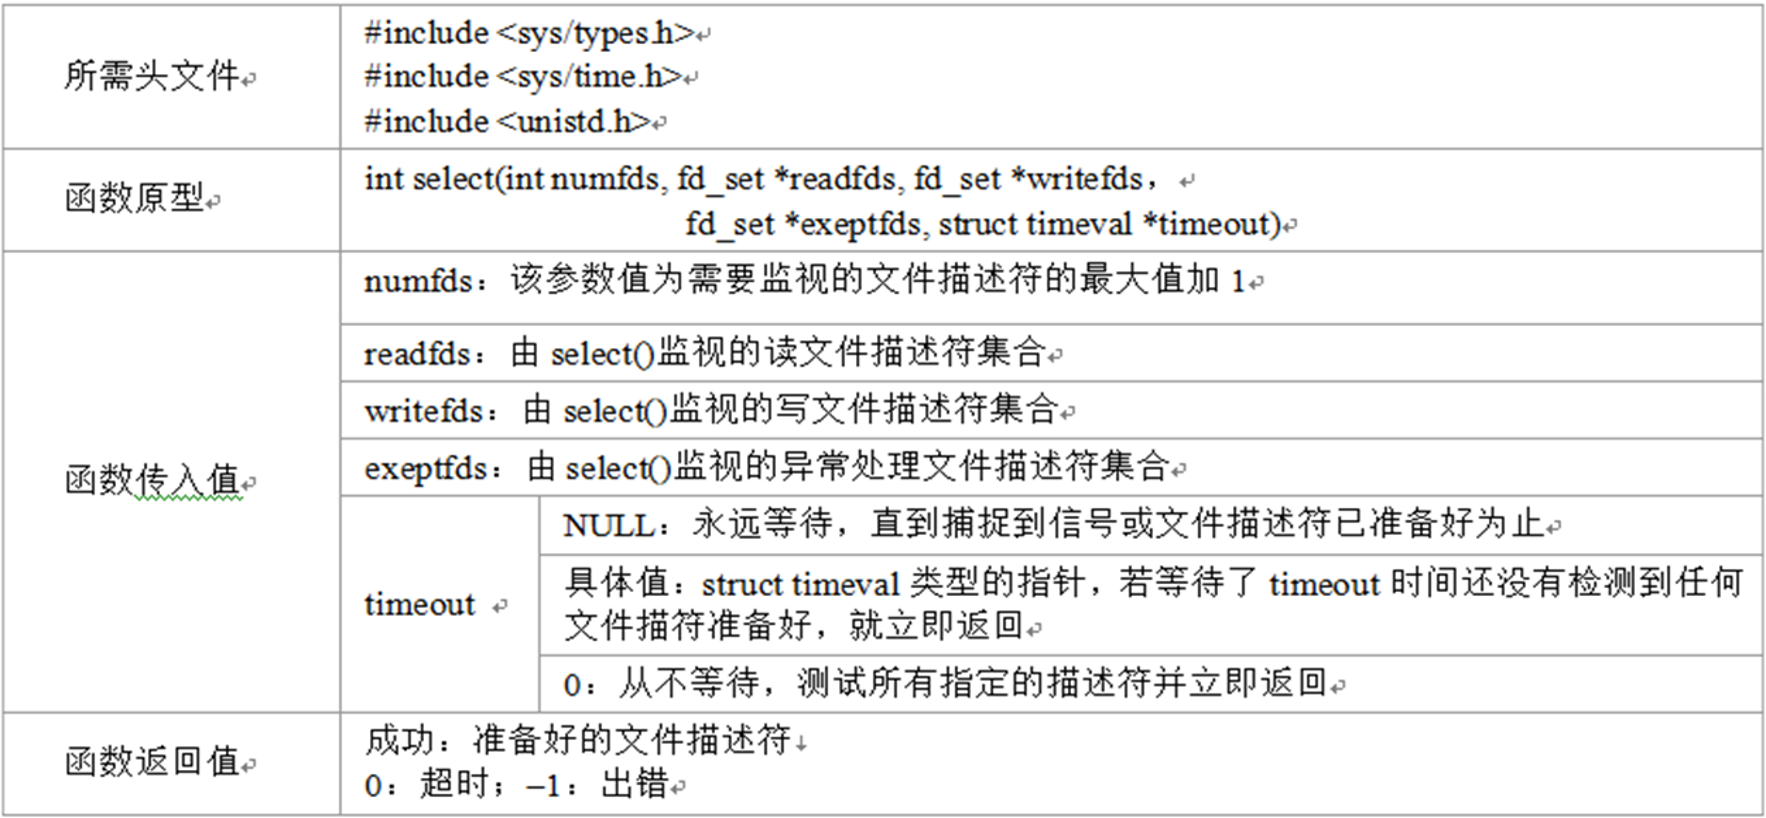 所需头文件
#include <sys/types.h>
#include <sys/time.h>
#include <unistd.h>
函数原型
int select(int numfds, fd_set *readfds, fd_set *writefds，
fd_set *exeptfds, struct timeval *timeout)
函数传入值
numfds：该参数值为需要监视的文件描述符的最大值加 1
readfds：由 select()监视的读文件描述符集合
writefds：由 select()监视的写文件描述符集合
exeptfds：由 select()监视的异常处理文件描述符集合
timeout
NULL：永远等待，直到捕捉到信号或文件描述符已准备好为止
具体值：struct timeval 类型的指针，若等待了 timeout 时间还没有检测到任何
文件描符准备好，就立即返回
0：从不等待，测试所有指定的描述符并立即返回
函数返回值
成功：准备好的文件描述符
0：超时；–1：出错